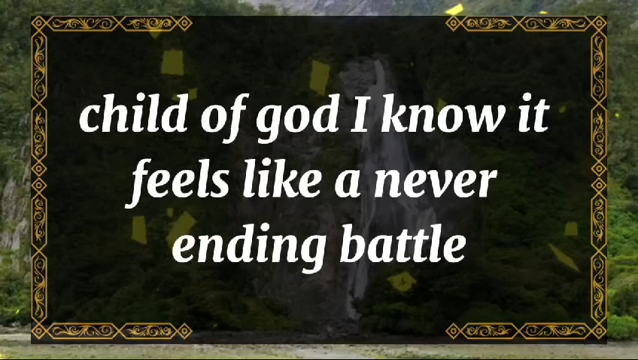 child of god I know it
feels like a never
ending battle